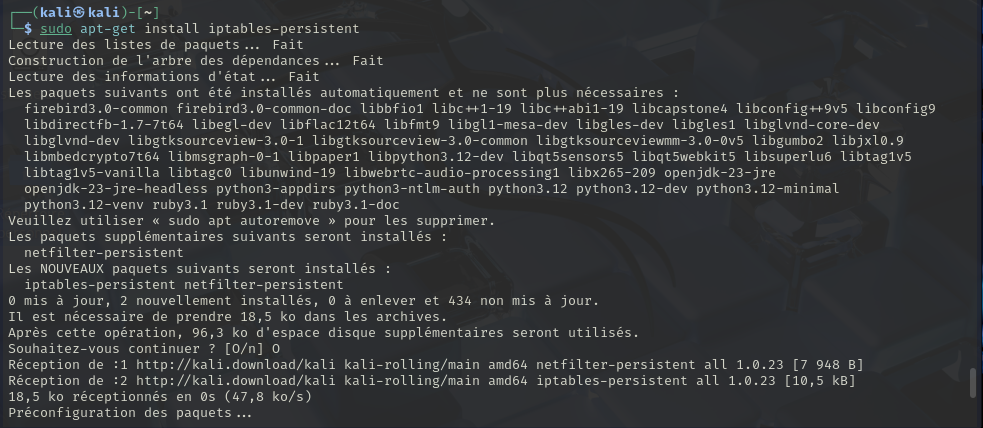 ┌──(kali㉿kali)-[~]
└─$ sudo apt-get install iptables-persistent
Lecture des listes de paquets... Fait
Construction de l'arbre des dépendances... Fait
Lecture des informations d'état... Fait
Les paquets suivants ont été installés automatiquement et ne sont plus nécessaires :
  firebird3.0-common firebird3.0-common-doc libbfio1 libc++1-19 libc++abi1-19 libcapstone4 libconfig++9v5 libconfig9
  libdirectfb-1.7-7t64 libegl-dev libflac12t64 libfmt9 libgl1-mesa-dev libgles-dev libgles1 libglvnd-core-dev
  libglvnd-dev libgtksourceview-3.0-1 libgtksourceview-3.0-common libgtksourceviewmm-3.0-0v5 libgumbo2 libjxl0.9
  libmbedcrypto7t64 libmsgraph-0-1 libpaper1 libpython3.12-dev libqt5sensors5 libqt5webkit5 libsuperlu6 libtag1v5
  libtag1v5-vanilla libtagc0 libunwind-19 libwebrtc-audio-processing1 libx265-209 openjdk-23-jre
  openjdk-23-jre-headless python3-appdirs python3-ntlm-auth python3.12 python3.12-dev python3.12-minimal
  python3.12-venv ruby3.1 ruby3.1-dev ruby3.1-doc
Veuillez utiliser « sudo apt autoremove » pour les supprimer.
Les paquets supplémentaires suivants seront installés :
  netfilter-persistent
Les NOUVEAUX paquets suivants seront installés :
  iptables-persistent netfilter-persistent
0 mis à jour, 2 nouvellement installés, 0 à enlever et 434 non mis à jour.
Il est nécessaire de prendre 18,5 ko dans les archives.
Après cette opération, 96,3 ko d'espace disque supplémentaires seront utilisés.
Souhaitez-vous continuer ? [O/n] O
Réception de :1 http://kali.download/kali kali-rolling/main amd64 netfilter-persistent all 1.0.23 [7 948 B]
Réception de :2 http://kali.download/kali kali-rolling/main amd64 iptables-persistent all 1.0.23 [10,5 kB]
18,5 ko réceptionnés en 0s (47,8 ko/s)
Préconfiguration des paquets...